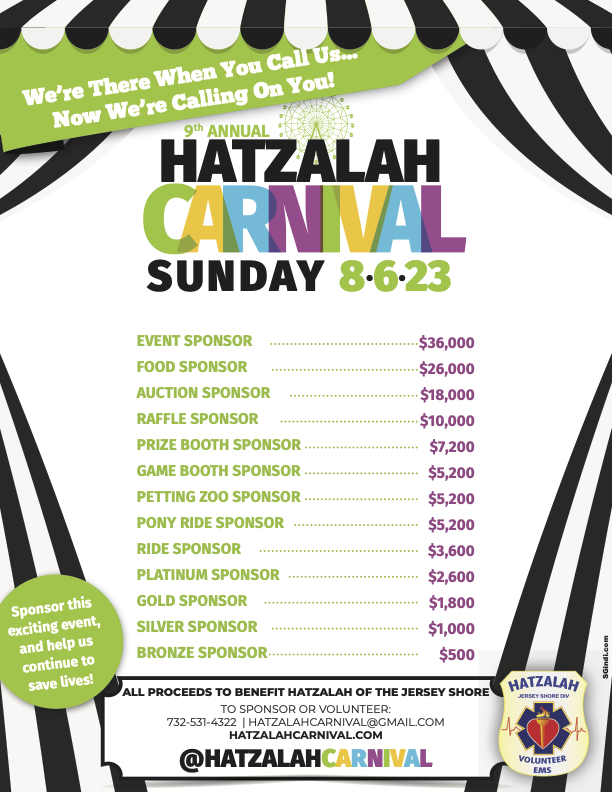 We're There When You Call Us...
Now We're Calling On You!
9th ANNUAL
HATZALAH
CARNIVAL
SUNDAY 8·6·23
EVENT SPONSOR $36,000
FOOD SPONSOR $26,000
AUCTION SPONSOR $18,000
RAFFLE SPONSOR $10,000
PRIZE BOOTH SPONSOR $7,200
GAME BOOTH SPONSOR $5,200
PETTING ZOO SPONSOR $5,200
PONY RIDE SPONSOR $5,200
RIDE SPONSOR $3,600
PLATINUM SPONSOR $2,600
GOLD SPONSOR $1,800
SILVER SPONSOR $1,000
BRONZE SPONSOR $500
Sponsor this
exciting event,
and help us
continue to
save lives!
ALL PROCEEDS TO BENEFIT HATZALAH OF THE JERSEY SHORE
TO SPONSOR OR VOLUNTEER:
732-531-4322 | HATZALAHCARNIVAL@GMAIL.COM
HATZALAHCARNIVAL.COM
@HATZALAHCARNIVAL
HATZALAH
JERSEY SHORE DIV
VOLUNTEER
EMS
SGindi.com